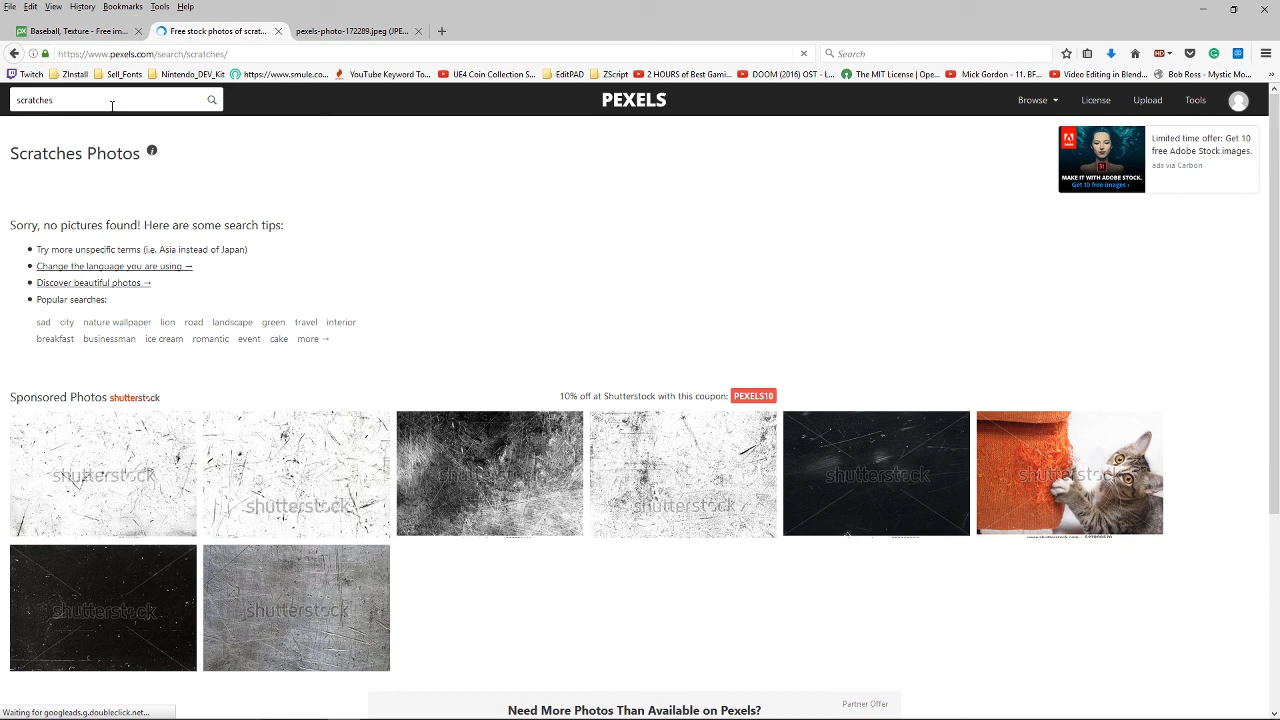 File Edit View History Bookmarks Tools Help
Baseball, Texture - Free im...
Free stock photos of scrat...
pexels-photo-172289.jpeg (JPE...
https://www.pexels.com/search/scratches/
Search
Twitch ZInstall Sell_Fonts Nintendo_DEV_Kit https://www.smule.co... YouTube Keyword To... UE4 Coin Collection S... EditPAD ZScript 2 HOURS of Best Gami... DOOM (2016) OST - L... The MIT License | Ope... Mick Gordon - 11. BF... Video Editing in Blend... Bob Ross - Mystic Mo...
scratches
PEXELS
Browse License Upload Tools
Scratches Photos
MAKE IT WITH ADOBE STOCK.
Get 10 free images ›
Limited time offer: Get 10
free Adobe Stock images.
ads via Carbon
Sorry, no pictures found! Here are some search tips:
Try more unspecific terms (i.e. Asia instead of Japan)
Change the language you are using →
Discover beautiful photos →
Popular searches:
sad city nature wallpaper lion road landscape green travel interior
breakfast businessman ice cream romantic event cake more →
Sponsored Photos shutterstock
10% off at Shutterstock with this coupon: PEXELS10
shutterstock
shutterstock
shutterstock
shutterstock
shutterstock
shutterstock
shutterstock
shutterstock
Partner Offer
Need More Photos Than Available on Pexels?
Waiting for googleads.g.doubleclick.net...